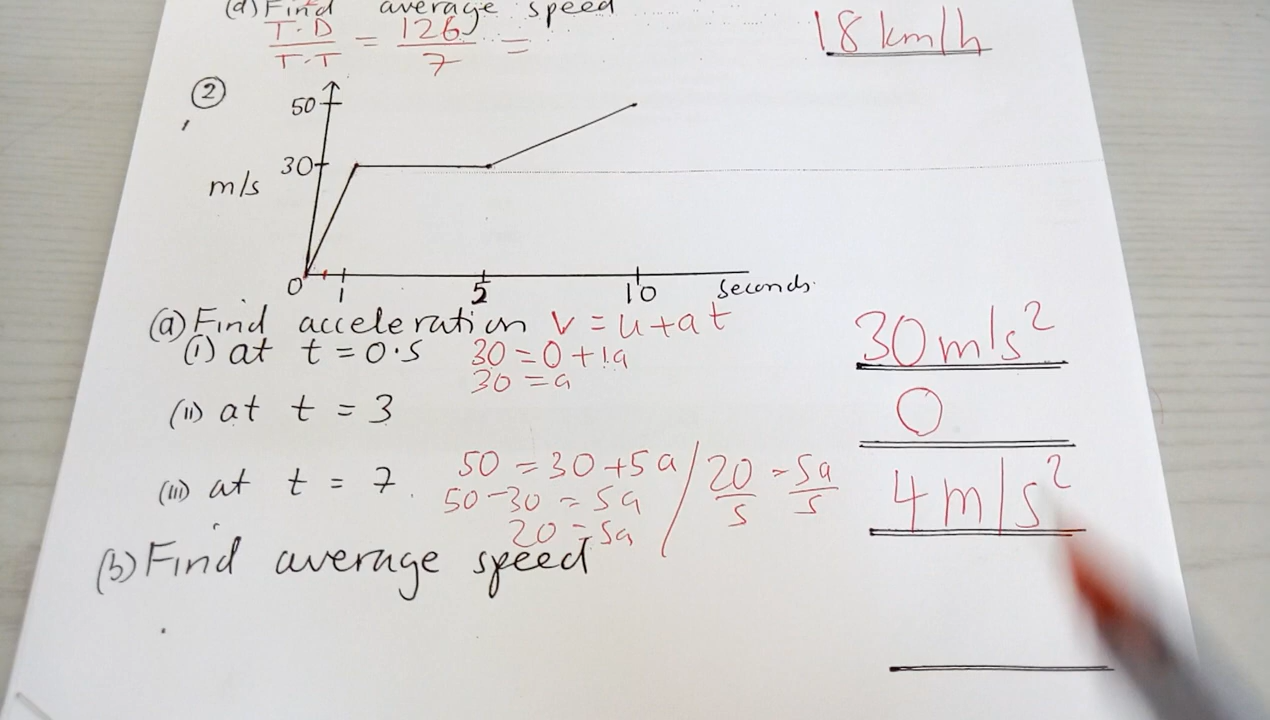 (d) Find average speed
T.D/T.T = 126/7 = 18 km/h
②
50
30
m/s
0 1 5 10 Seconds
(a) Find acceleration v = u + at
(i) at t = 0.5 30 = 0 + 1a 30 m/s²
30 = a
(ii) at t = 3 0
(iii) at t = 7. 50 = 30 + 5a / 20/5 = 5a/5 4 m/s²
50 - 30 = 5a
20 = 5a
(b) Find average speed